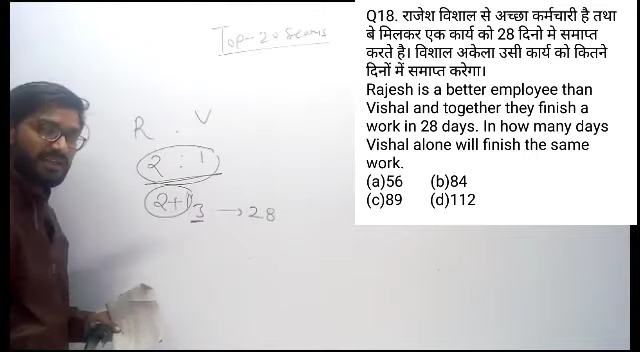 Top-20 Sums
Q18. राजेश विशाल से अच्छा कर्मचारी है तथा
बे मिलकर एक कार्य को 28 दिनो मे समाप्त
करते है। विशाल अकेला उसी कार्य को कितने
दिनों में समाप्त करेगा।
Rajesh is a better employee than
Vishal and together they finish a
work in 28 days. In how many days
Vishal alone will finish the same
work.
(a)56 (b)84
(c)89 (d)112
R . V
2 : 1
2+1
3 → 28